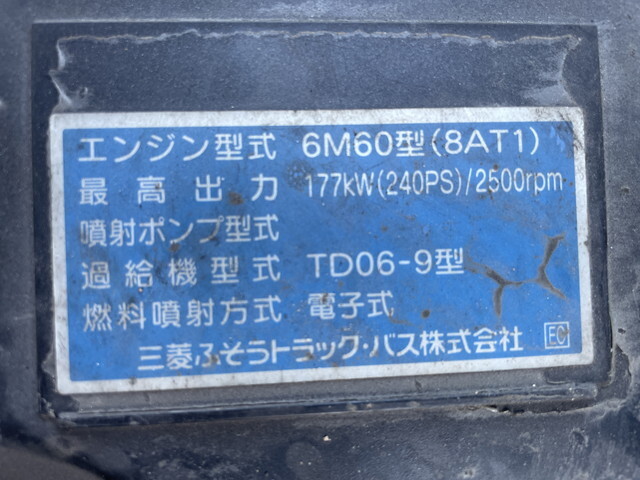 エンジン型式 6M60型(8AT1)
最高出力 177kW(240PS)/2500rpm
噴射ポンプ型式
過給機型式 TD06-9型
燃料噴射方式 電子式
三菱ふそうトラック・バス株式会社 EC